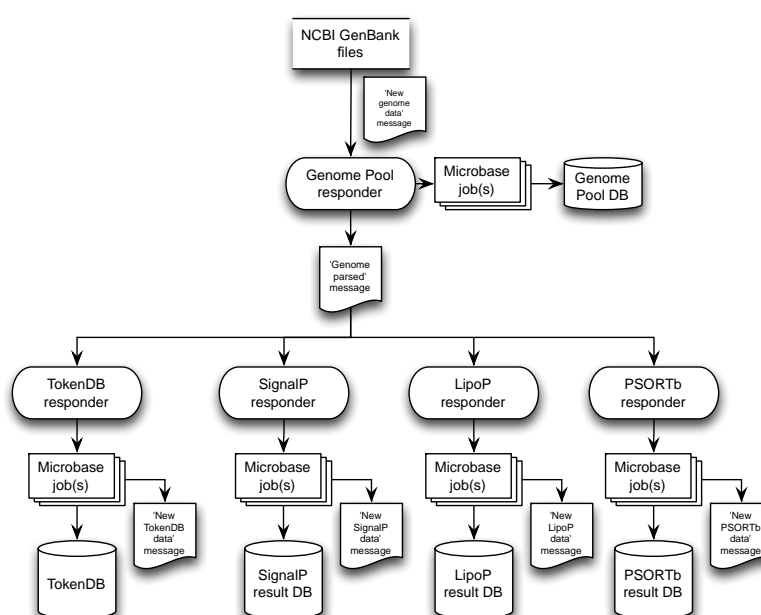 NCBI GenBank
files
'New
genome
data'
message
Genome Pool
responder
Microbase
job(s)
Genome
Pool DB
'Genome
parsed'
message
TokenDB
responder
SignalP
responder
LipoP
responder
PSORTb
responder
Microbase
job(s)
Microbase
job(s)
Microbase
job(s)
Microbase
job(s)
'New
TokenDB
data'
message
'New
SignalP
data'
message
'New
LipoP
data'
message
'New
PSORTb
data'
message
TokenDB
SignalP
result DB
LipoP
result DB
PSORTb
result DB